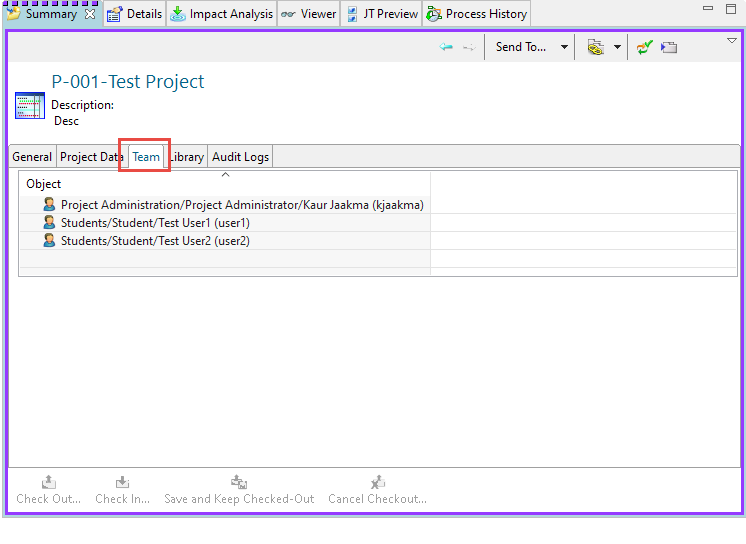 Summary Details Impact Analysis Viewer JT Preview Process History
Send To...
P-001-Test Project
Description:
Desc
General Project Data Team Library Audit Logs
Object
Project Administration/Project Administrator/Kaur Jaakma (kjaakma)
Students/Student/Test User1 (user1)
Students/Student/Test User2 (user2)
Check Out... Check In... Save and Keep Checked-Out Cancel Checkout...